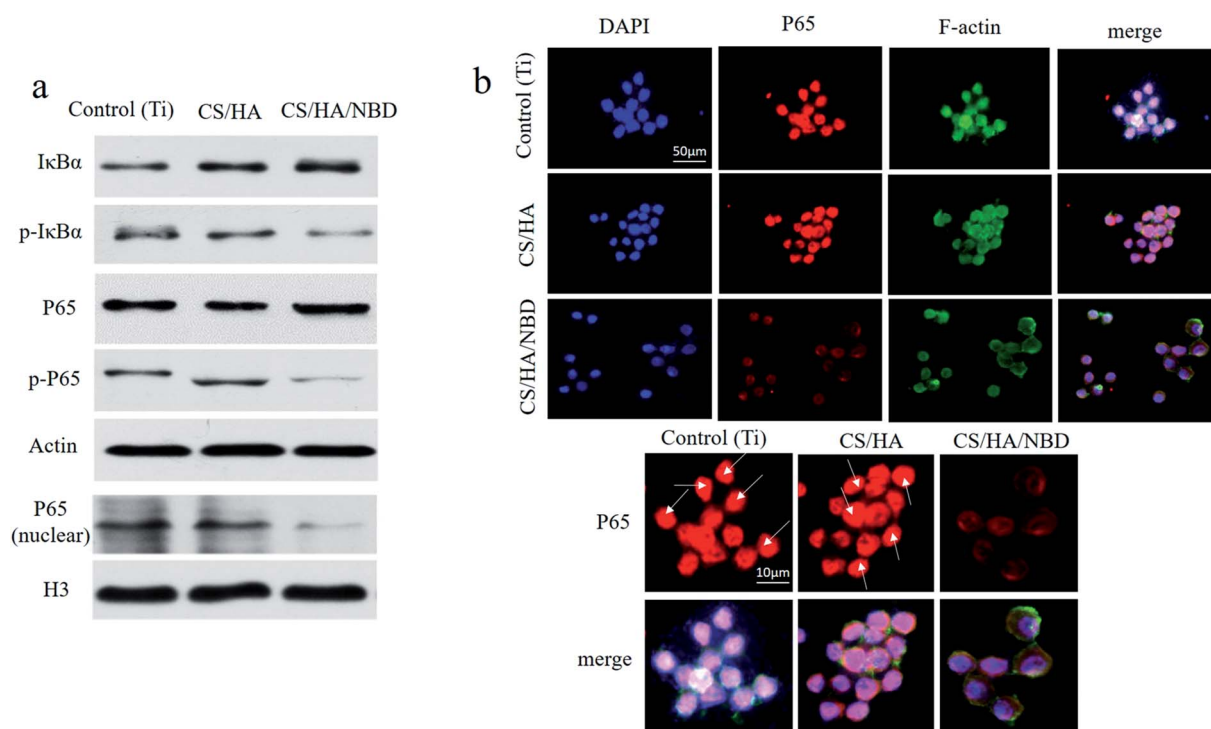 a
Control (Ti) CS/HA CS/HA/NBD
IκBα
p-IκBα
P65
p-P65
Actin
P65
(nuclear)
H3
b
DAPI P65 F-actin merge
Control (Ti)
50μm
CS/HA
CS/HA/NBD
Control (Ti) CS/HA CS/HA/NBD
P65
10μm
merge